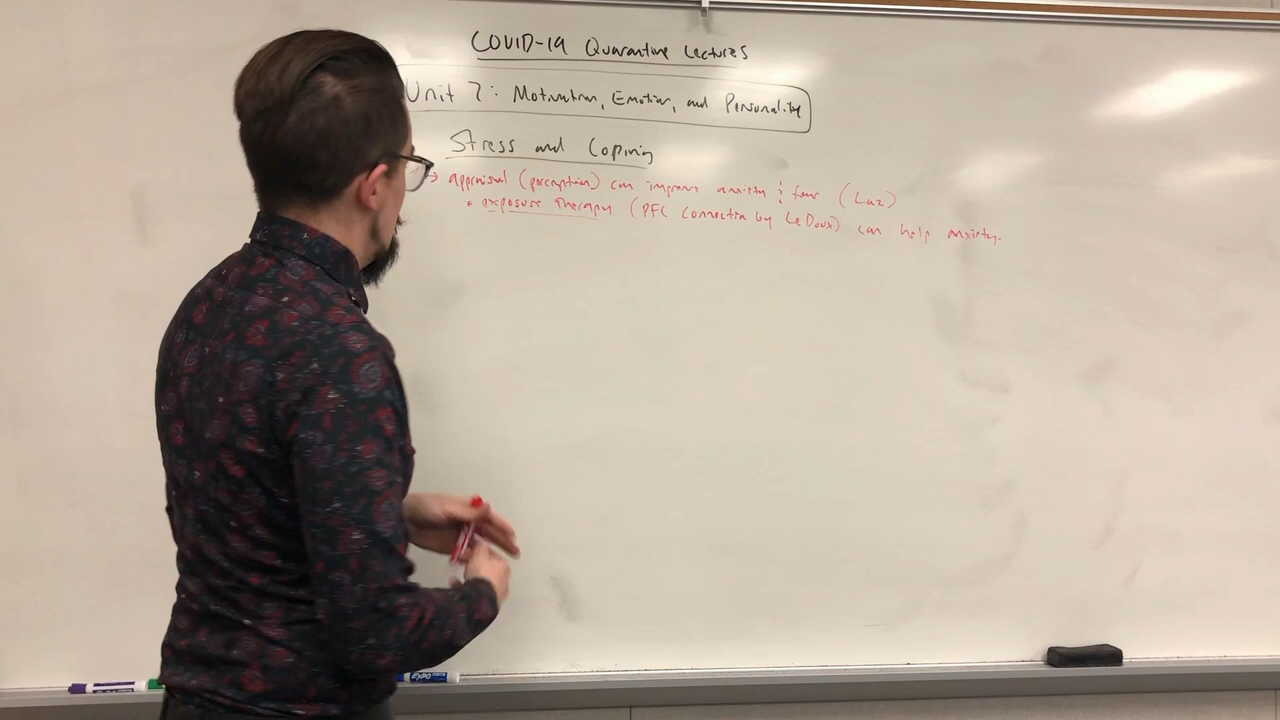 COVID-19 Quarantine Lectures
Unit 7: Motivation, Emotion, and Personality
Stress and Coping
→ appraisal (perception) can improve anxiety & fear (Laz)
• exposure therapy (PFC connection by LeDoux) can help anxiety.
EXPO